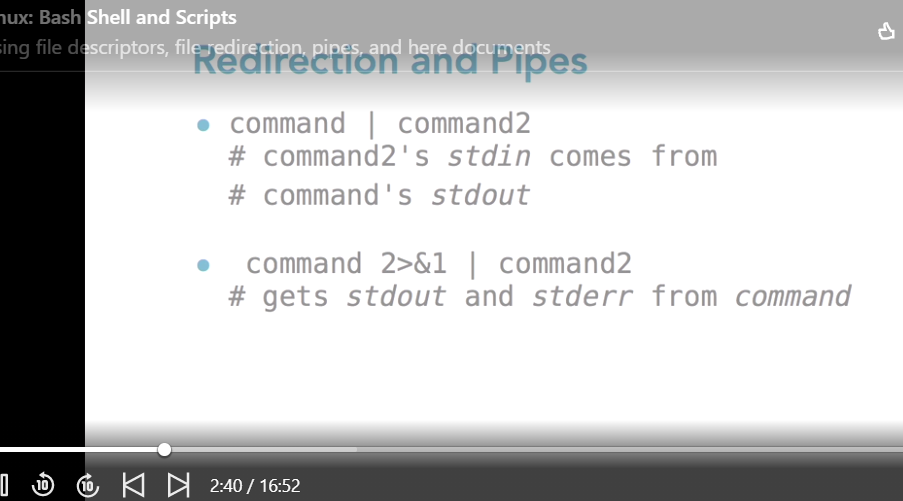 nux: Bash Shell and Scripts
sing file descriptors, file redirection, pipes, and here documents
Redirection and Pipes
• command | command2
# command2's stdin comes from
# command's stdout
• command 2>&1 | command2
# gets stdout and stderr from command
10 10 2:40 / 16:52